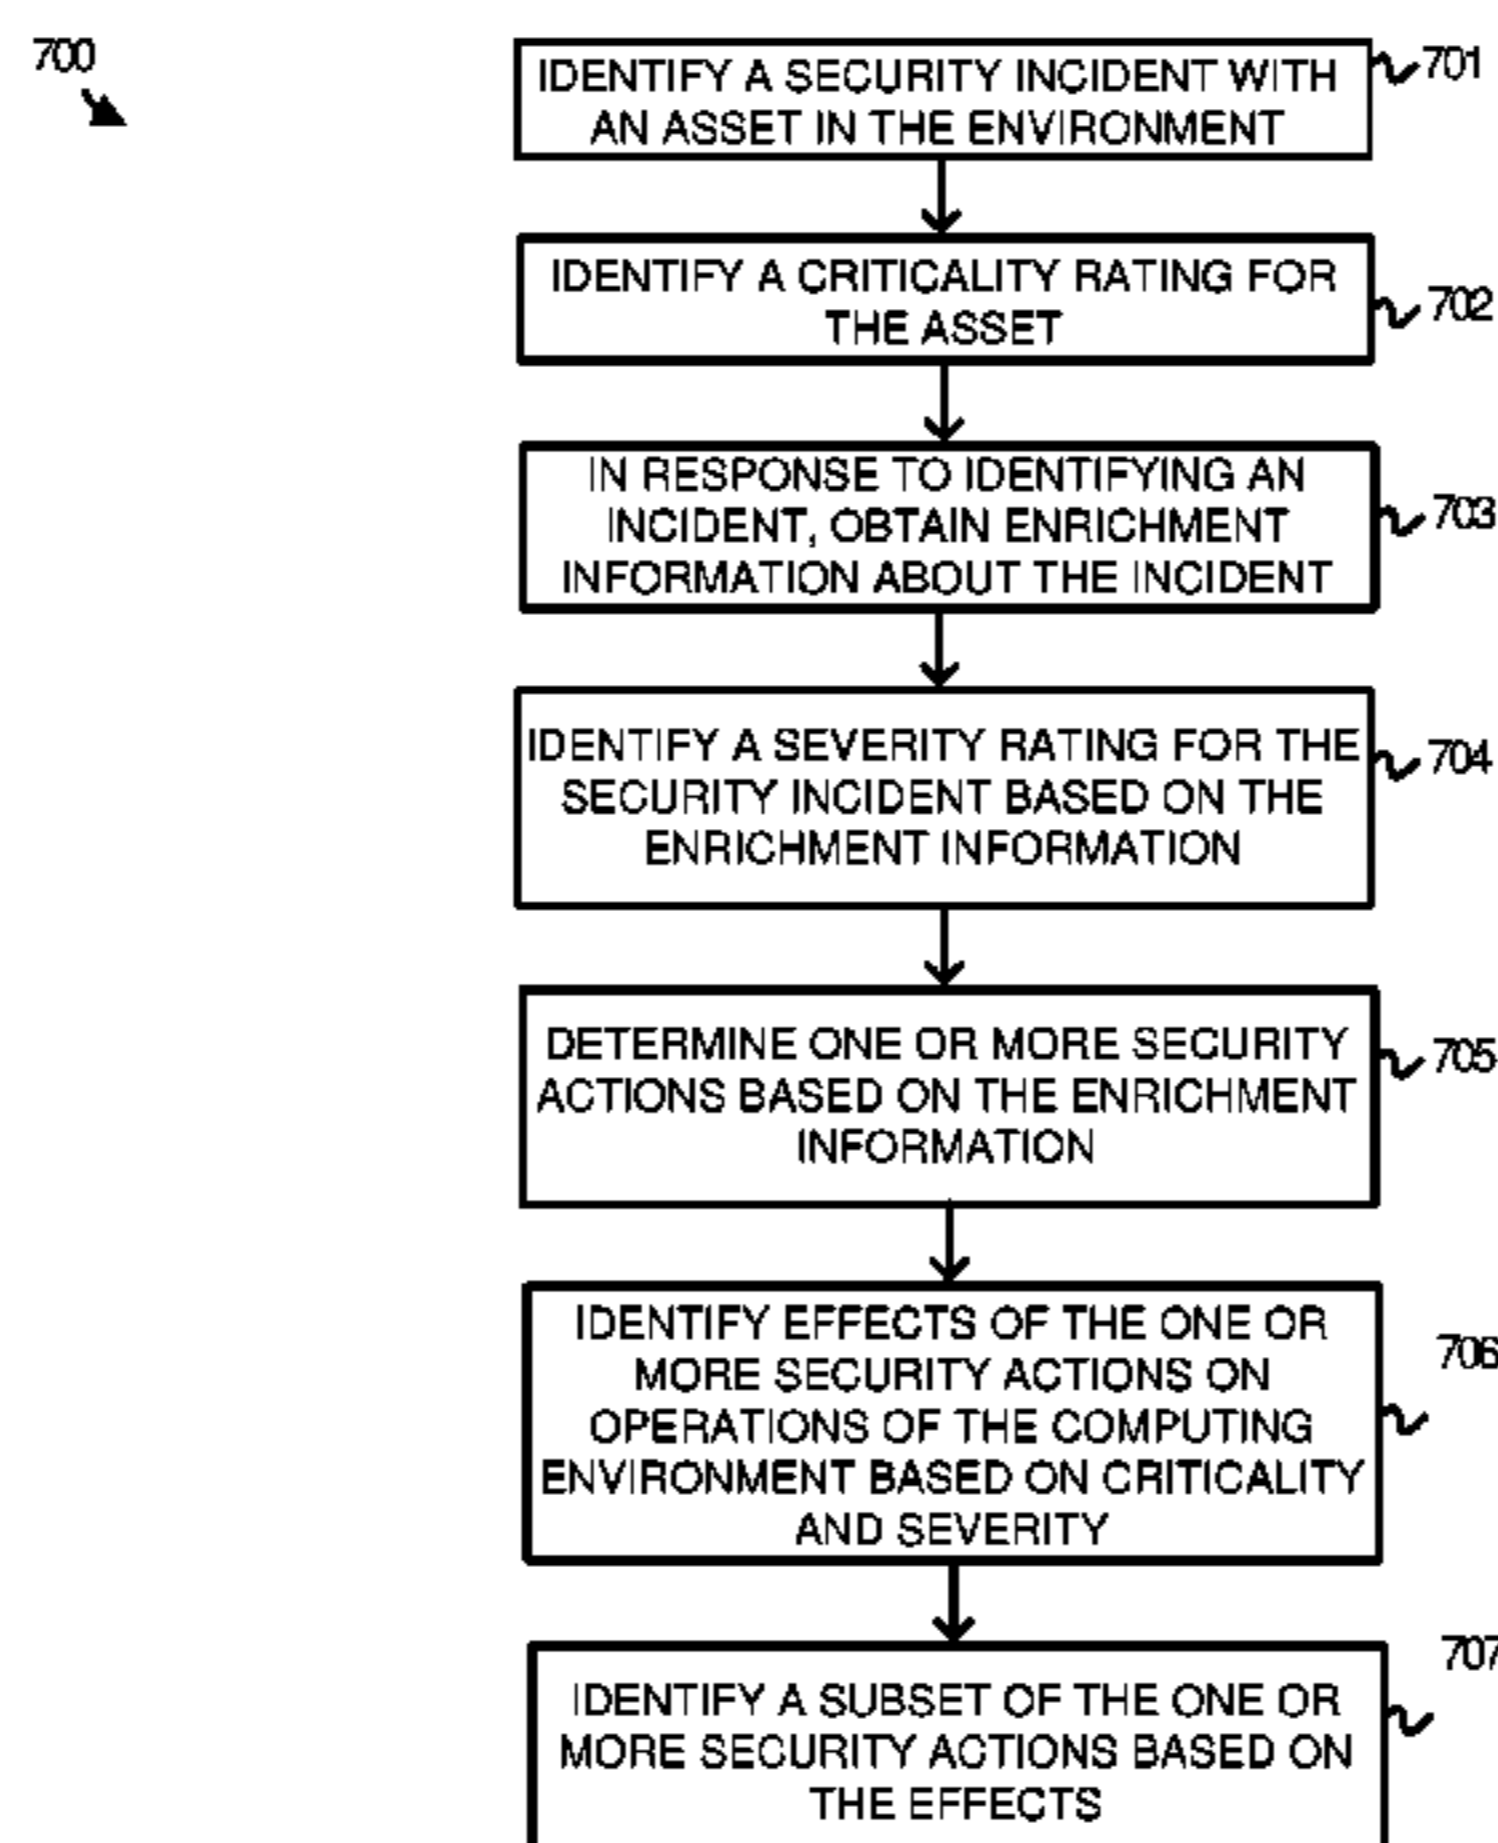 700
IDENTIFY A SECURITY INCIDENT WITH
AN ASSET IN THE ENVIRONMENT
701
IDENTIFY A CRITICALITY RATING FOR
THE ASSET
702
IN RESPONSE TO IDENTIFYING AN
INCIDENT, OBTAIN ENRICHMENT
INFORMATION ABOUT THE INCIDENT
703
IDENTIFY A SEVERITY RATING FOR THE
SECURITY INCIDENT BASED ON THE
ENRICHMENT INFORMATION
704
DETERMINE ONE OR MORE SECURITY
ACTIONS BASED ON THE ENRICHMENT
INFORMATION
705
IDENTIFY EFFECTS OF THE ONE OR
MORE SECURITY ACTIONS ON
OPERATIONS OF THE COMPUTING
ENVIRONMENT BASED ON CRITICALITY
AND SEVERITY
706
IDENTIFY A SUBSET OF THE ONE OR
MORE SECURITY ACTIONS BASED ON
THE EFFECTS
707